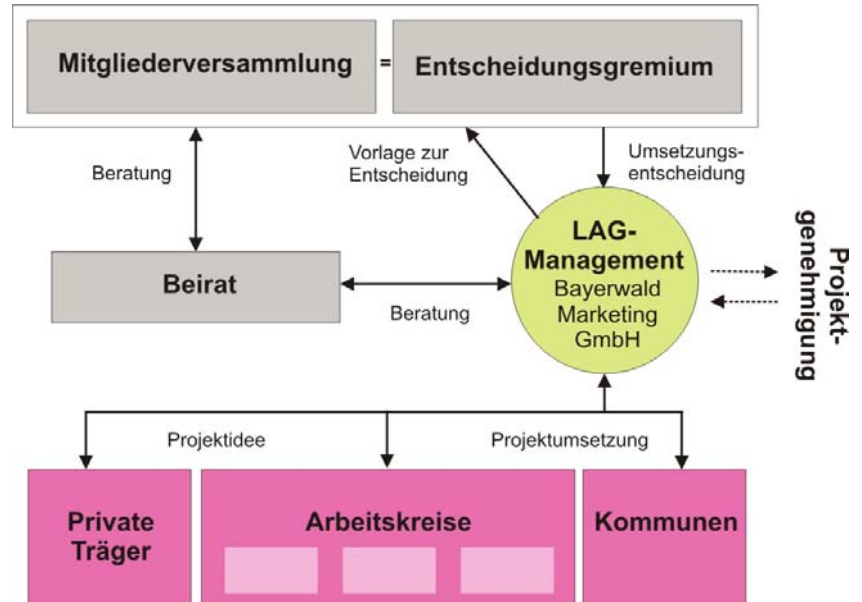 Mitgliederversammlung = Entscheidungsgremium
Beratung
Vorlage zur
Entscheidung
Umsetzungs-
entscheidung
LAG-
Management
Bayerwald
Marketing
GmbH
Beirat
Beratung
Projekt-
genehmigung
Projektidee
Projektumsetzung
Private
Träger
Arbeitskreise
Kommunen